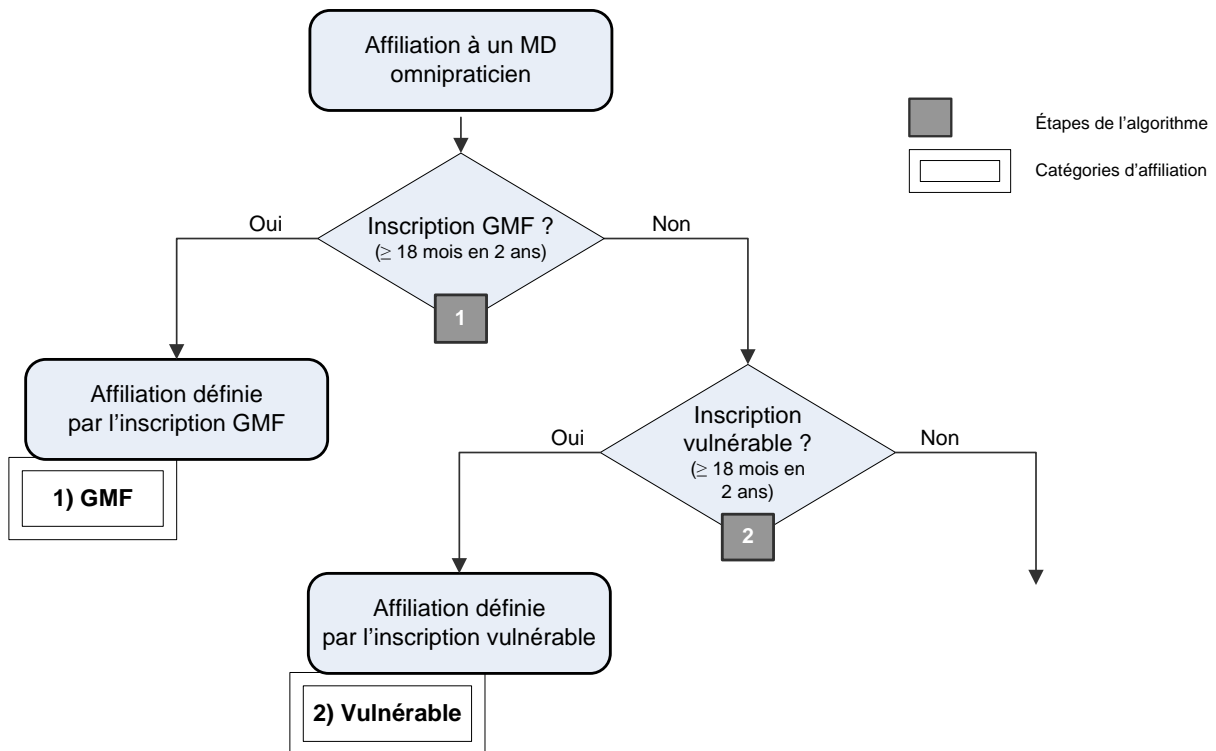 Affiliation à un MD
omnipraticien
Étapes de l'algorithme
Catégories d'affiliation
Oui
Inscription GMF ?
(≥ 18 mois en 2 ans)
Non
1
Affiliation définie
par l'inscription GMF
1) GMF
Oui
Inscription
vulnérable ?
(≥ 18 mois en
2 ans)
Non
2
Affiliation définie
par l'inscription vulnérable
2) Vulnérable